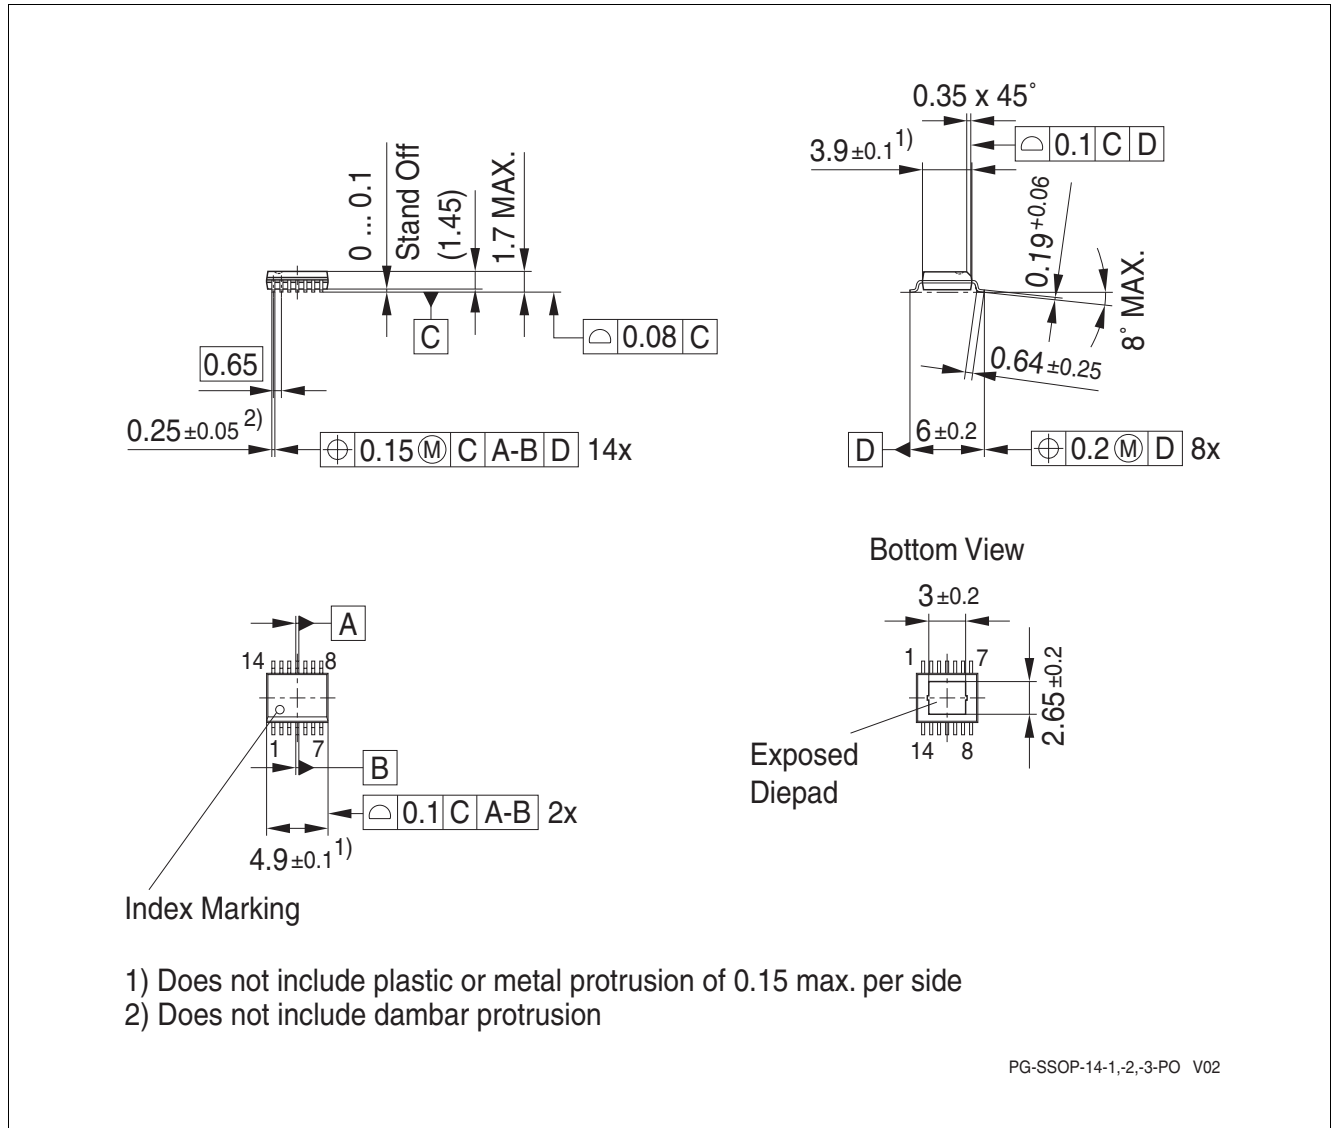 0.35 x 45˚
3.9 ±0.1 1)
⌓ 0.1 C D
0 ... 0.1
Stand Off
(1.45)
1.7 MAX.
0.19 +0.06
8˚ MAX.
C
⌓ 0.08 C
0.65
0.64 ±0.25
0.25 ±0.05 2)
⌖ 0.15 Ⓜ C A-B D 14x
D
6 ±0.2
⌖ 0.2 Ⓜ D 8x
Bottom View
3 ±0.2
A
14 8
1 7
2.65 ±0.2
1 7
14 8
B
Exposed
Diepad
⌓ 0.1 C A-B 2x
4.9 ±0.1 1)
Index Marking
1) Does not include plastic or metal protrusion of 0.15 max. per side
2) Does not include dambar protrusion
PG-SSOP-14-1,-2,-3-PO V02